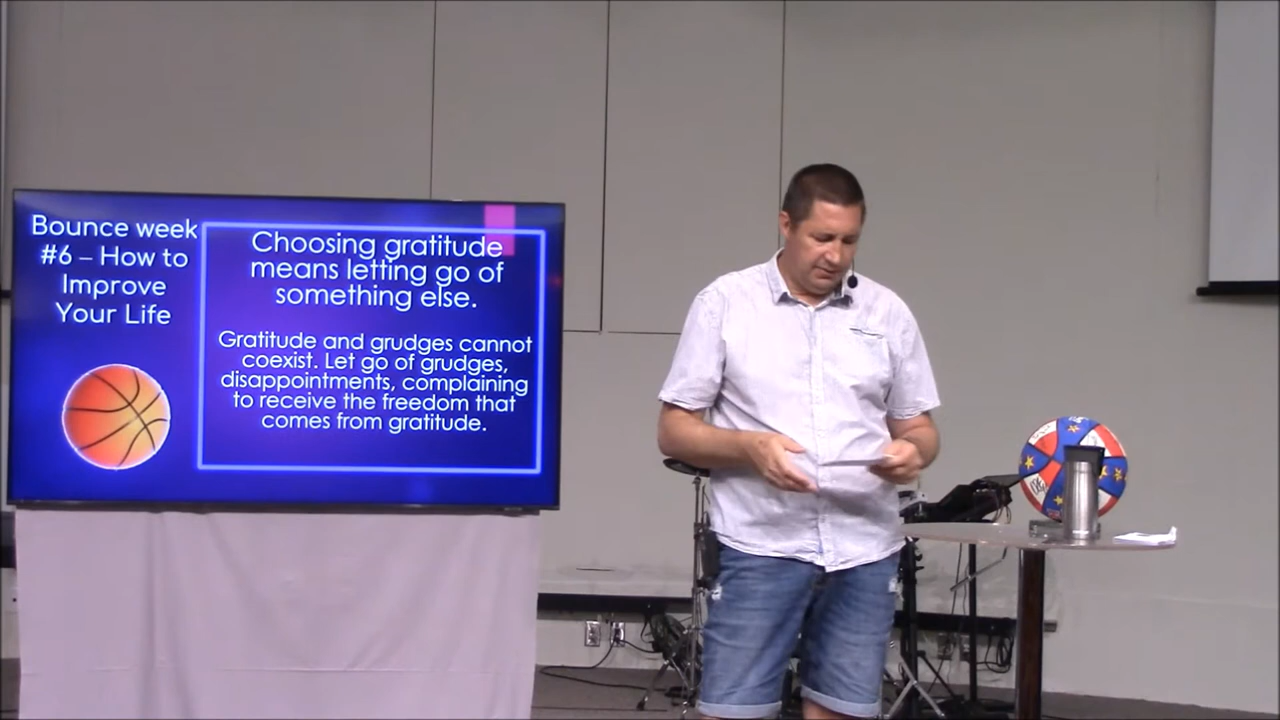 Bounce week
#6 – How to
Improve
Your Life
Choosing gratitude
means letting go of
something else.
Gratitude and grudges cannot
coexist. Let go of grudges,
disappointments, complaining
to receive the freedom that
comes from gratitude.